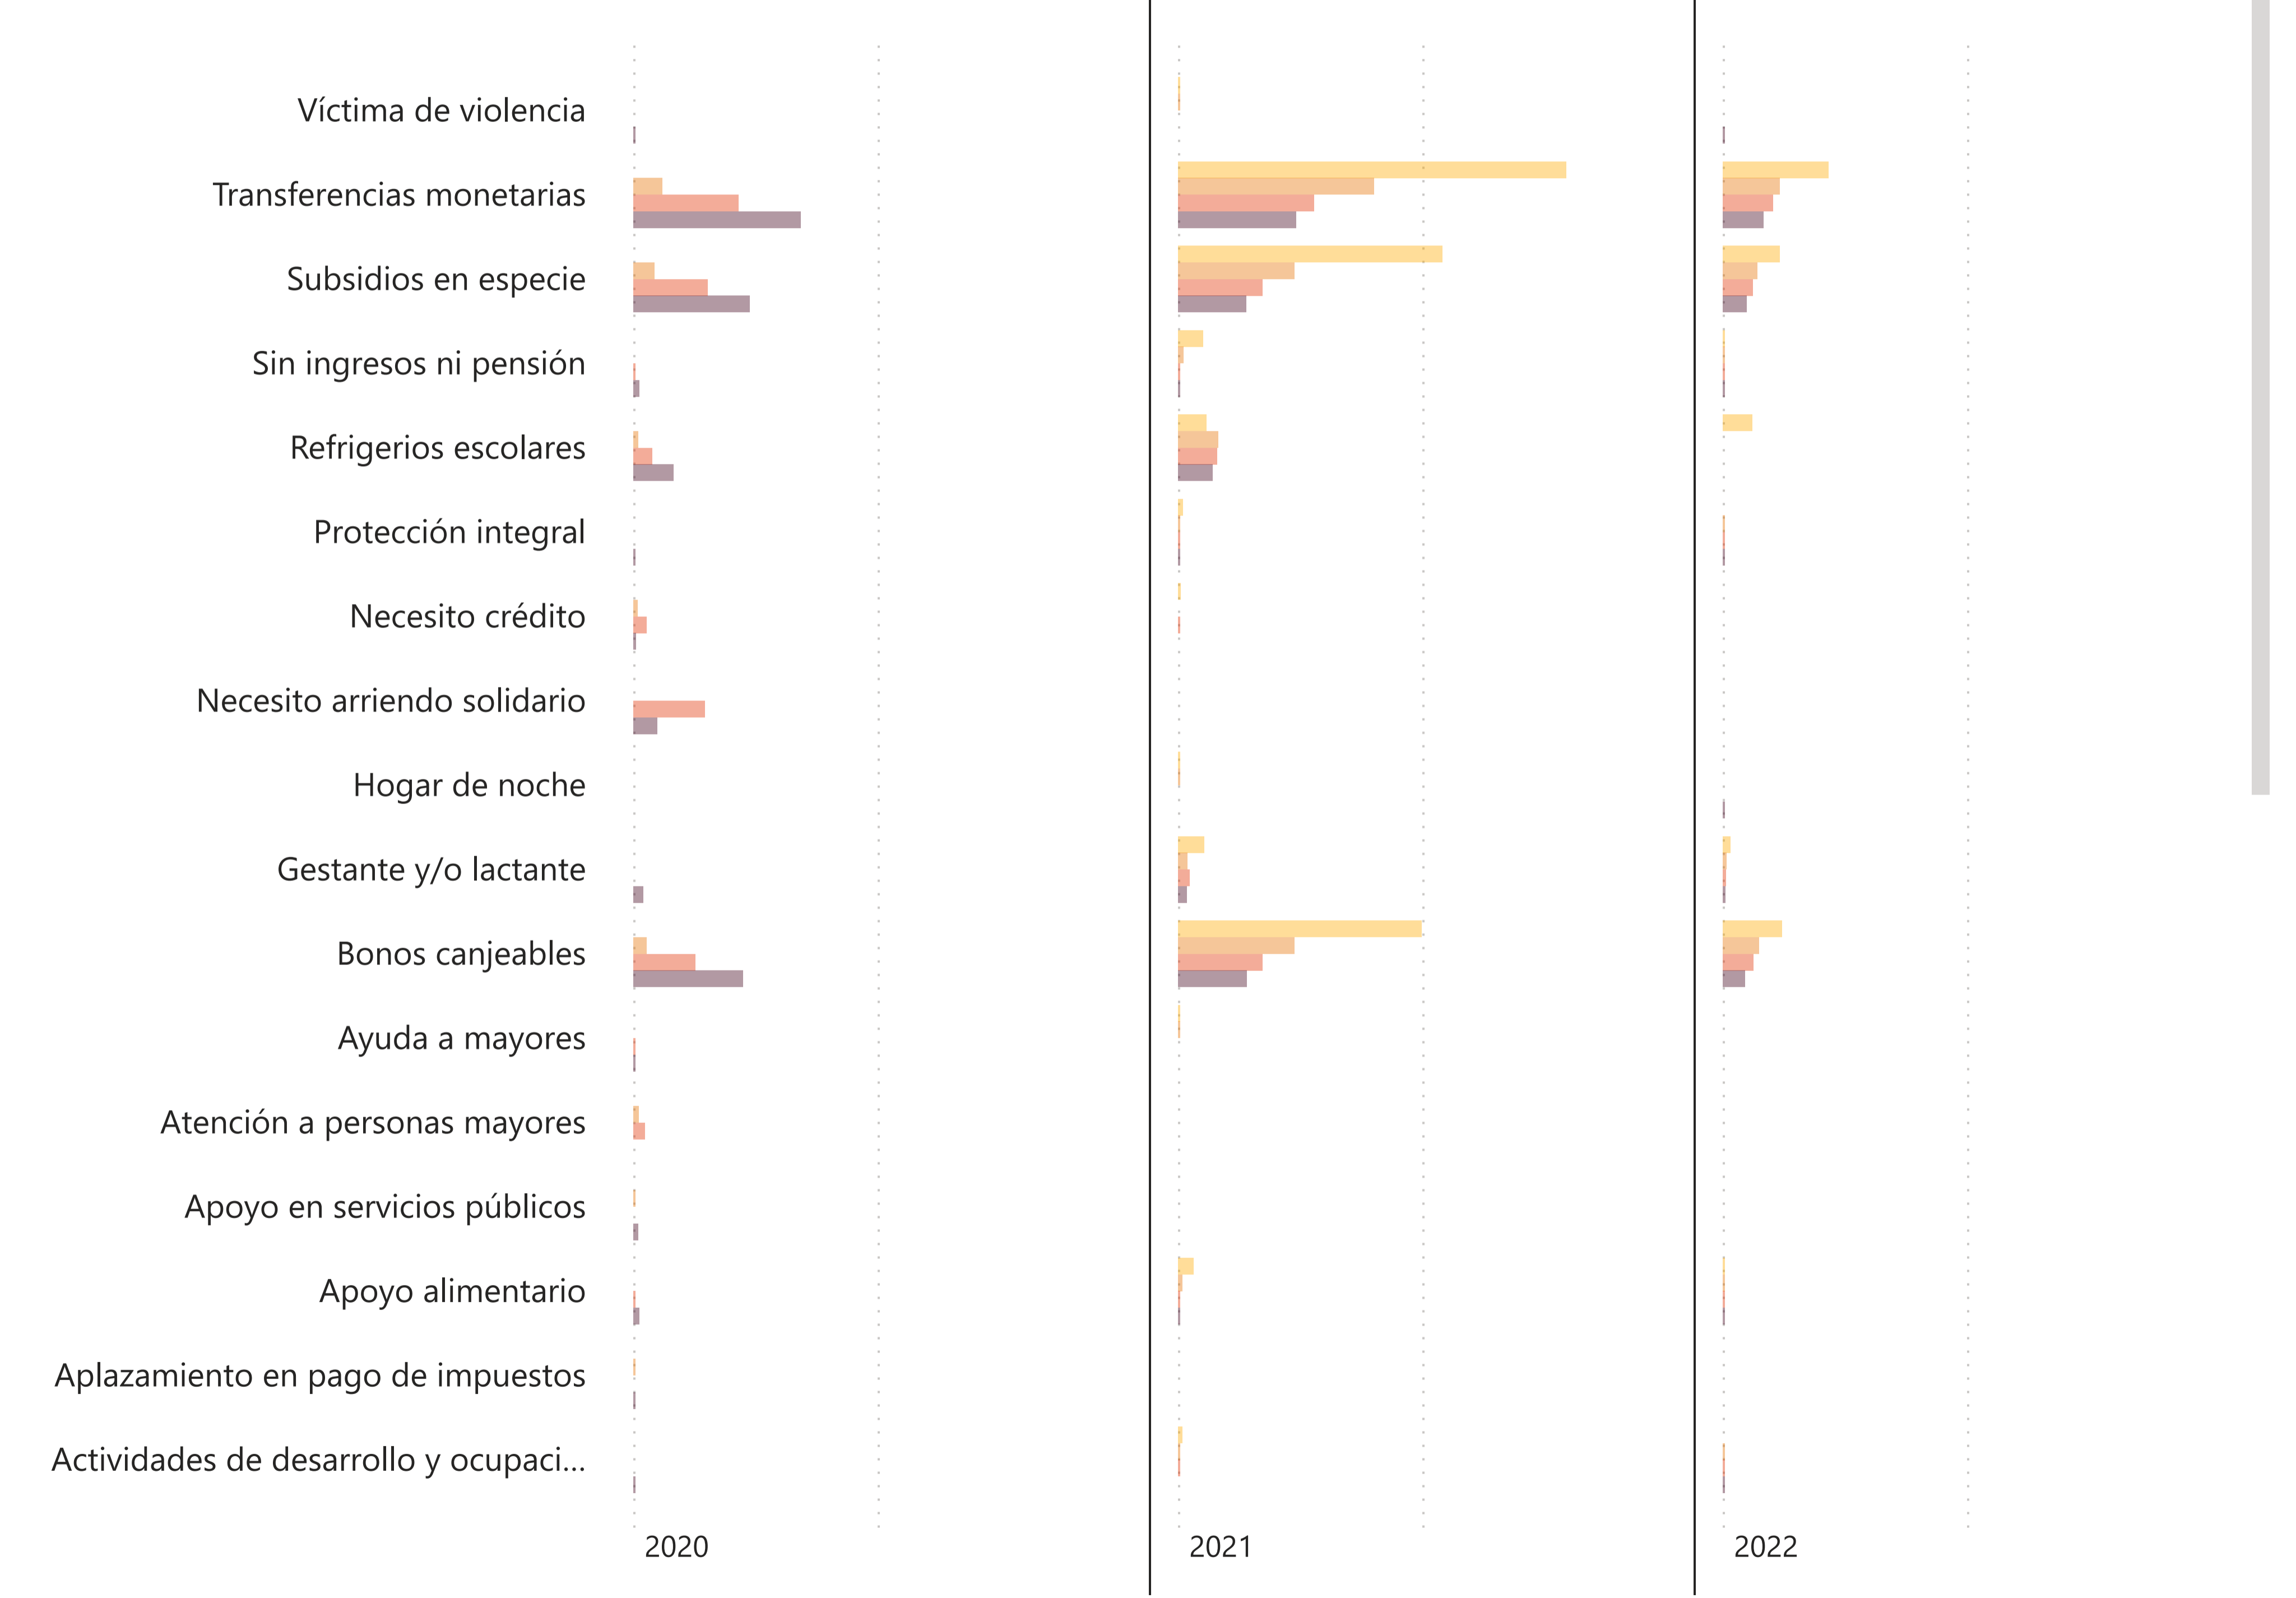 Víctima de violencia
Transferencias monetarias
Subsidios en especie
Sin ingresos ni pensión
Refrigerios escolares
Protección integral
Necesito crédito
Necesito arriendo solidario
Hogar de noche
Gestante y/o lactante
Bonos canjeables
Ayuda a mayores
Atención a personas mayores
Apoyo en servicios públicos
Apoyo alimentario
Aplazamiento en pago de impuestos
Actividades de desarrollo y ocupaci...
2020 2021 2022